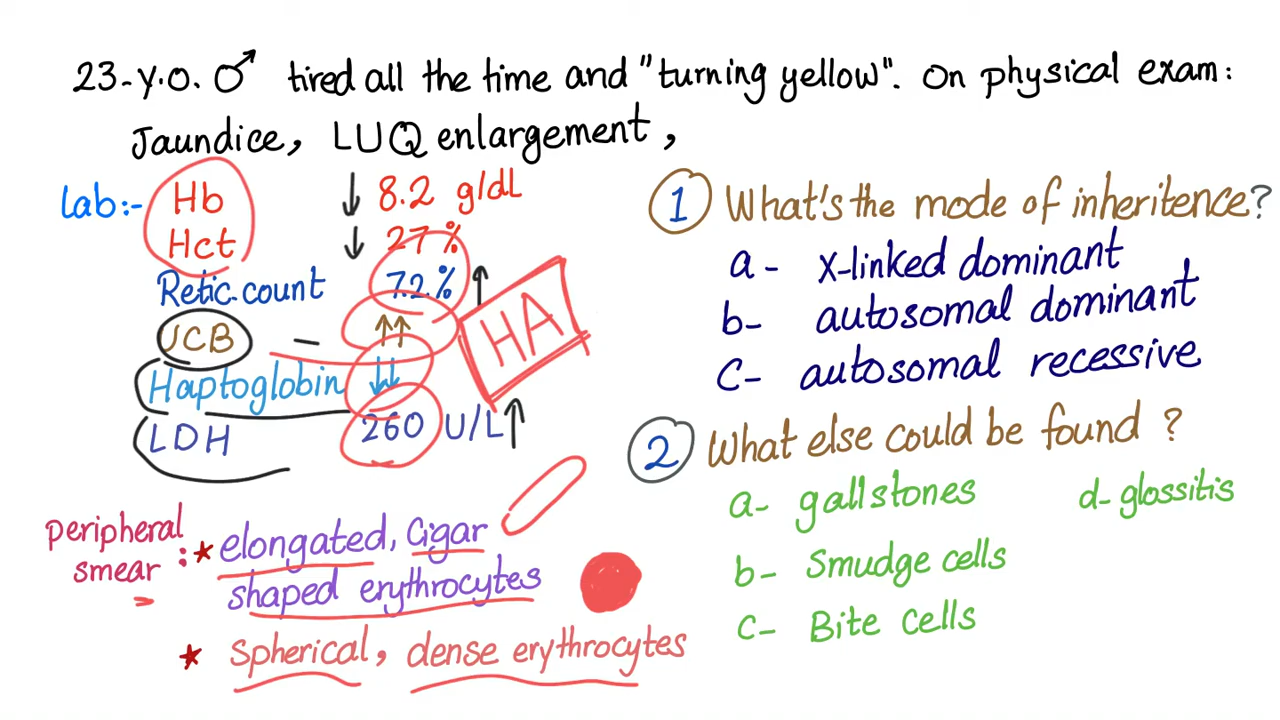 23-y.o. ♂ tired all the time and "turning yellow". On physical exam:
Jaundice, LUQ enlargement,
lab:- Hb ↓ 8.2 g/dL
Hct ↓ 27 %
Retic.count 7.2.% ↑
UCB – ↑↑
Haptoglobin ↓↓
LDH 260 U/L ↑
HA
peripheral smear : * elongated, Cigar
shaped erythrocytes
* Spherical, dense erythrocytes
1 What's the mode of inheritence?
a- X-linked dominant
b- autosomal dominant
c- autosomal recessive
2 What else could be found ?
a- gallstones d- glossitis
b- Smudge cells
c- Bite cells